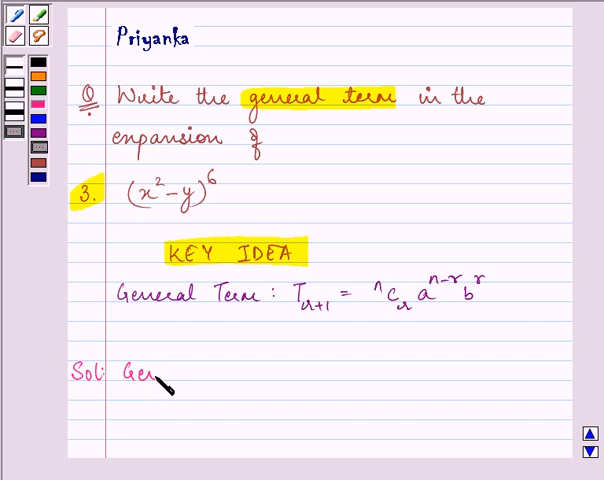 Priyanka
Q Write the general term in the
expansion of
3. (x² - y)⁶
KEY IDEA
General Term : Tᵣ₊₁ = ⁿCᵣ aⁿ⁻ʳ bʳ
Sol: Gen